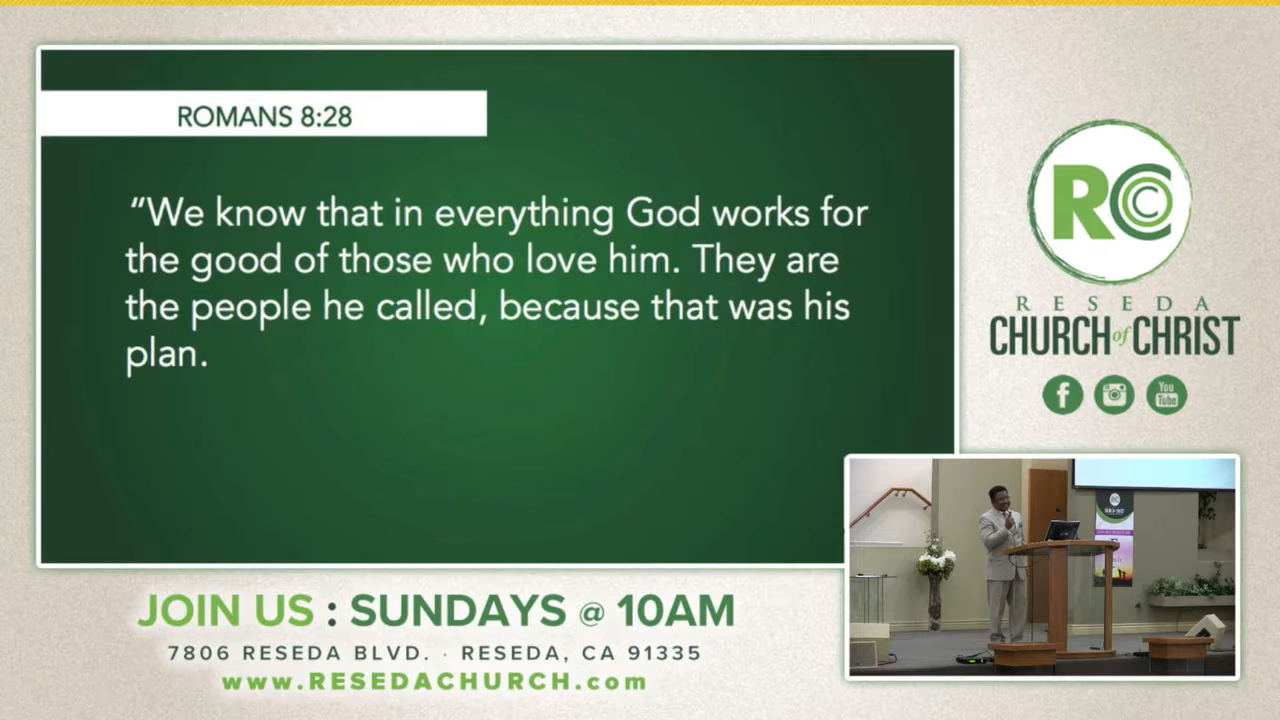 ROMANS 8:28
“We know that in everything God works for
the good of those who love him. They are
the people he called, because that was his
plan.
RCC
RESEDA
CHURCH of CHRIST
f
You
Tube
JOIN US : SUNDAYS @ 10AM
7806 RESEDA BLVD. · RESEDA, CA 91335
www.RESEDACHURCH.com